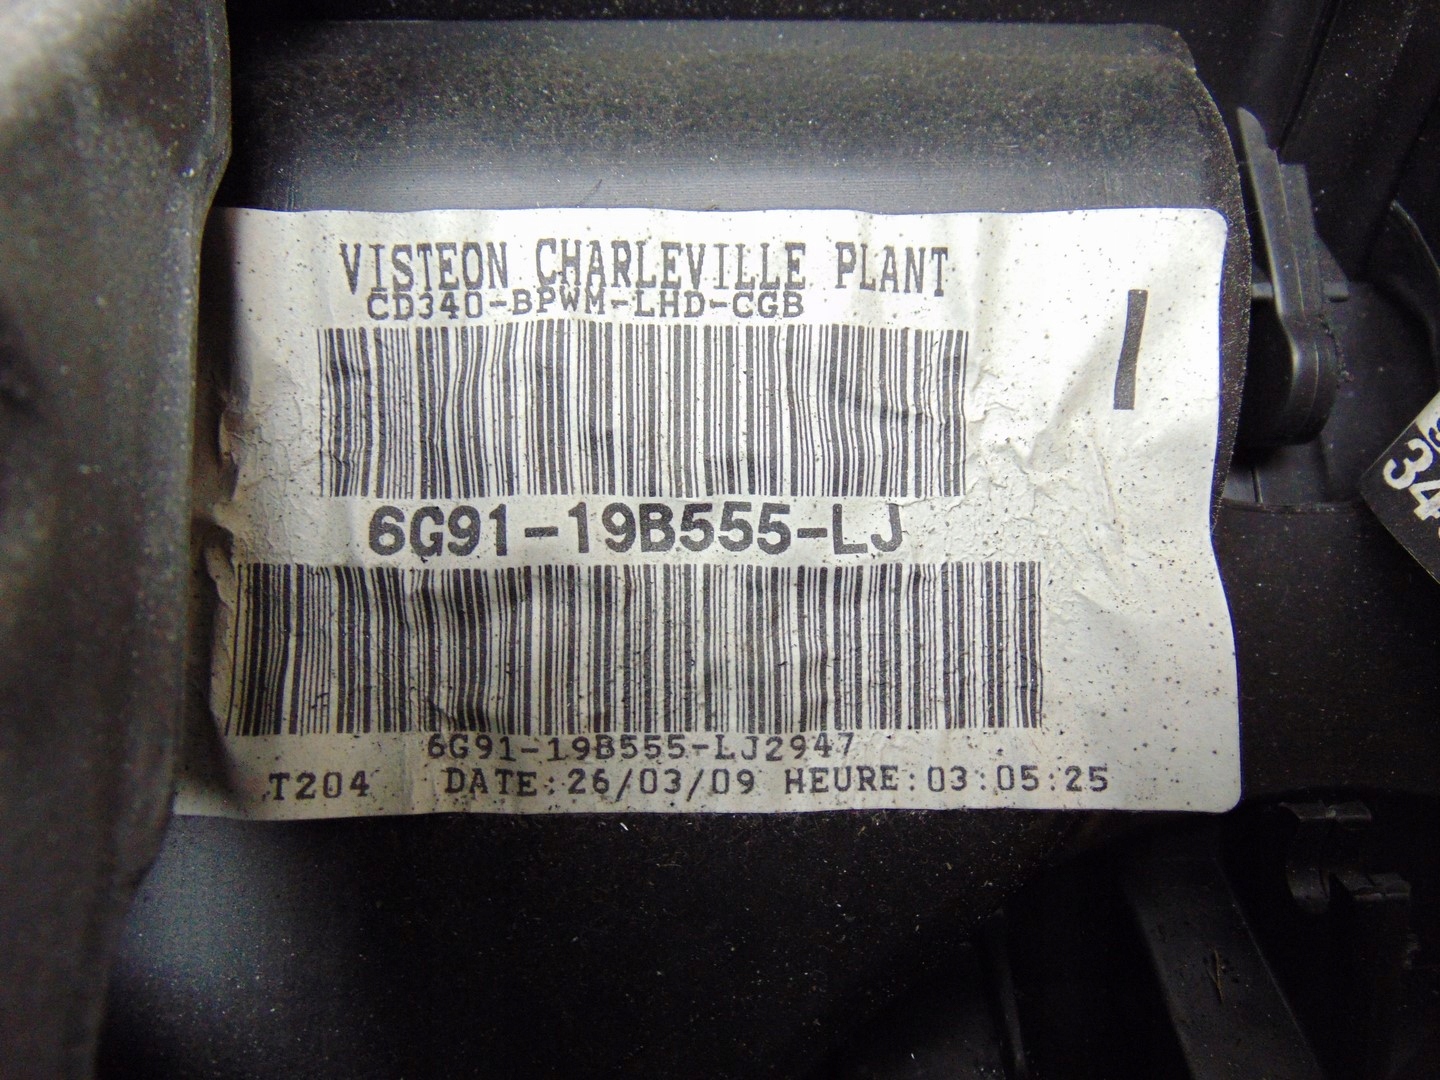 VISTEON CHARLEVILLE PLANT
CD340-BPWM-LHD-CGB
6G91-19B555-LJ
6G91-19B555-LJ2947
T204 DATE:26/03/09 HEURE:03:05:25
34